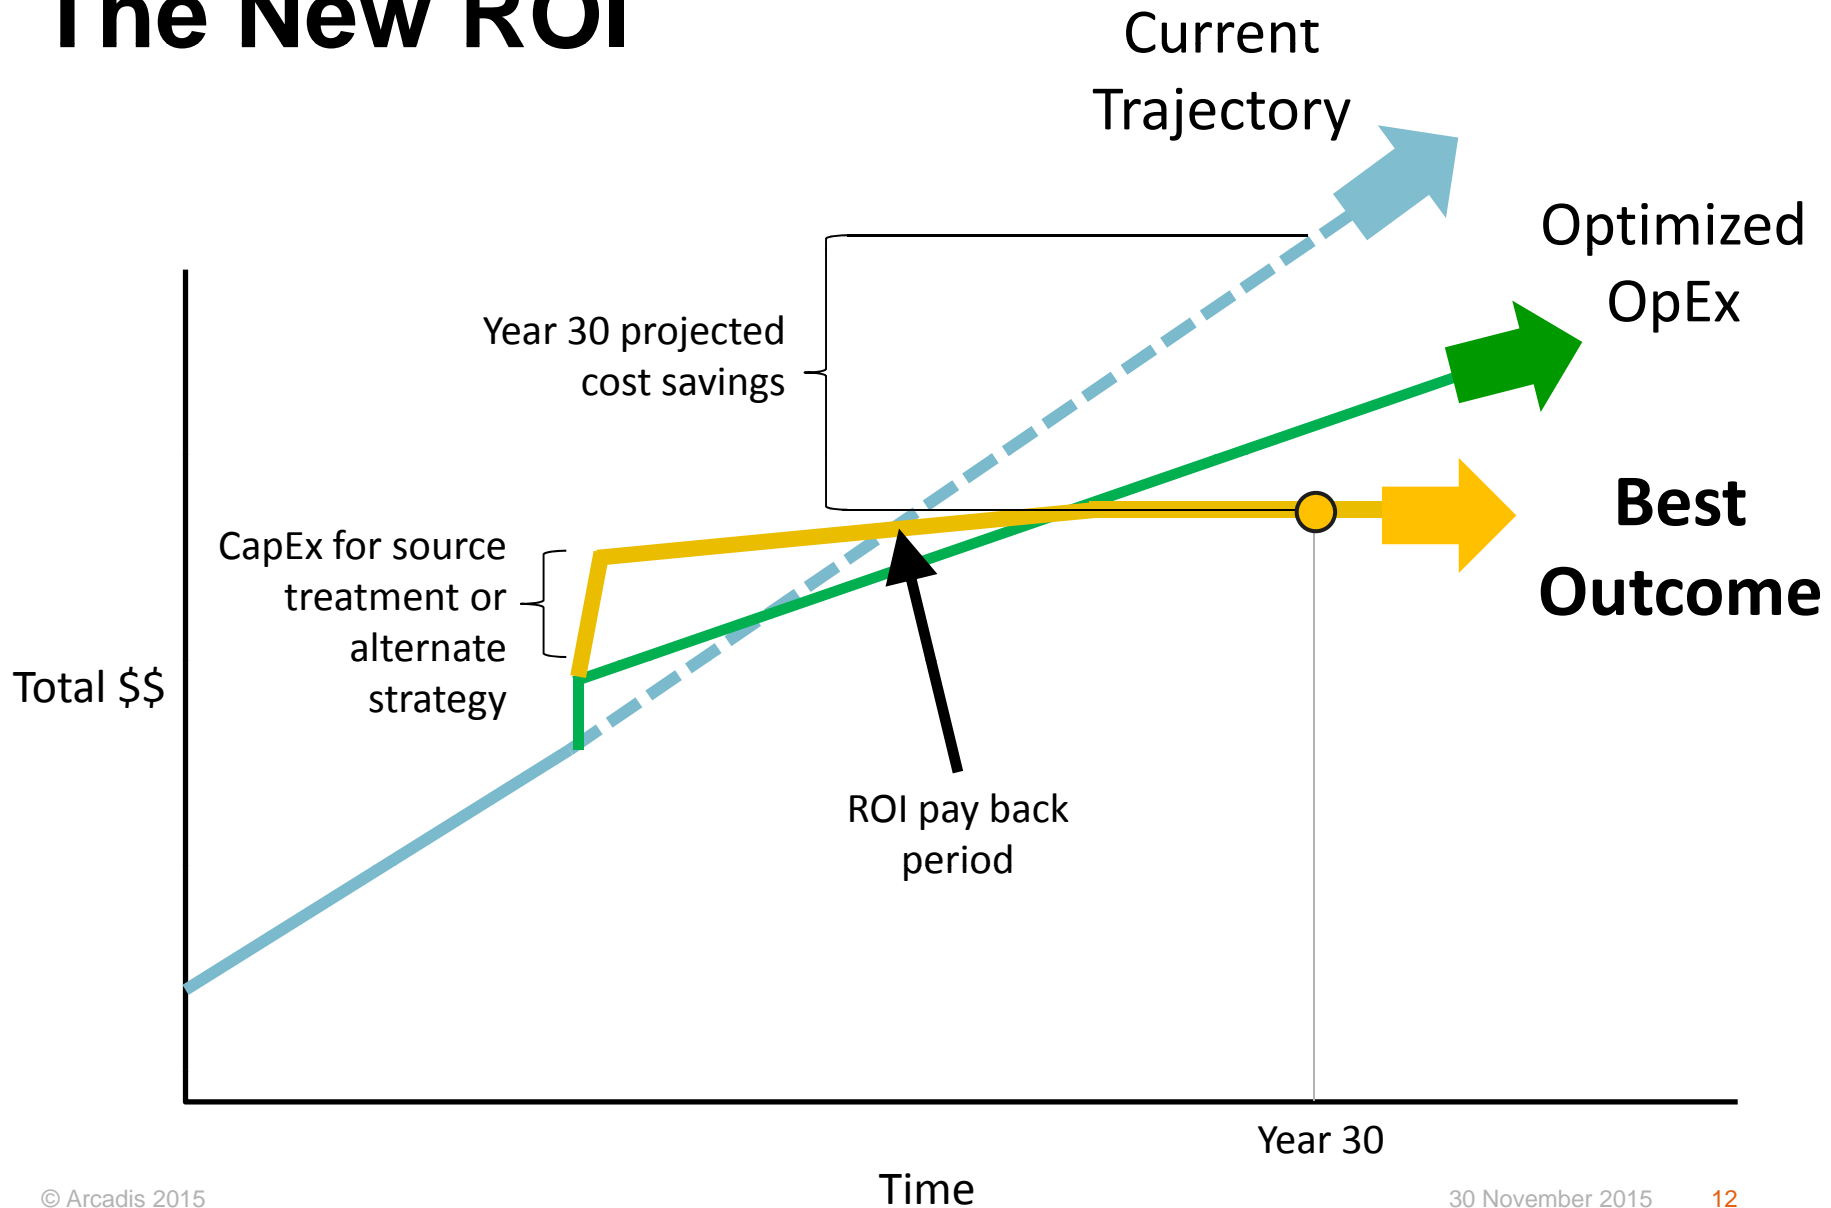 The New ROI
Current
Trajectory
Optimized
OpEx
Year 30 projected
cost savings
Best
Outcome
CapEx for source
treatment or
alternate
strategy
Total $$
ROI pay back
period
Year 30
Time
© Arcadis 2015
30 November 2015
12